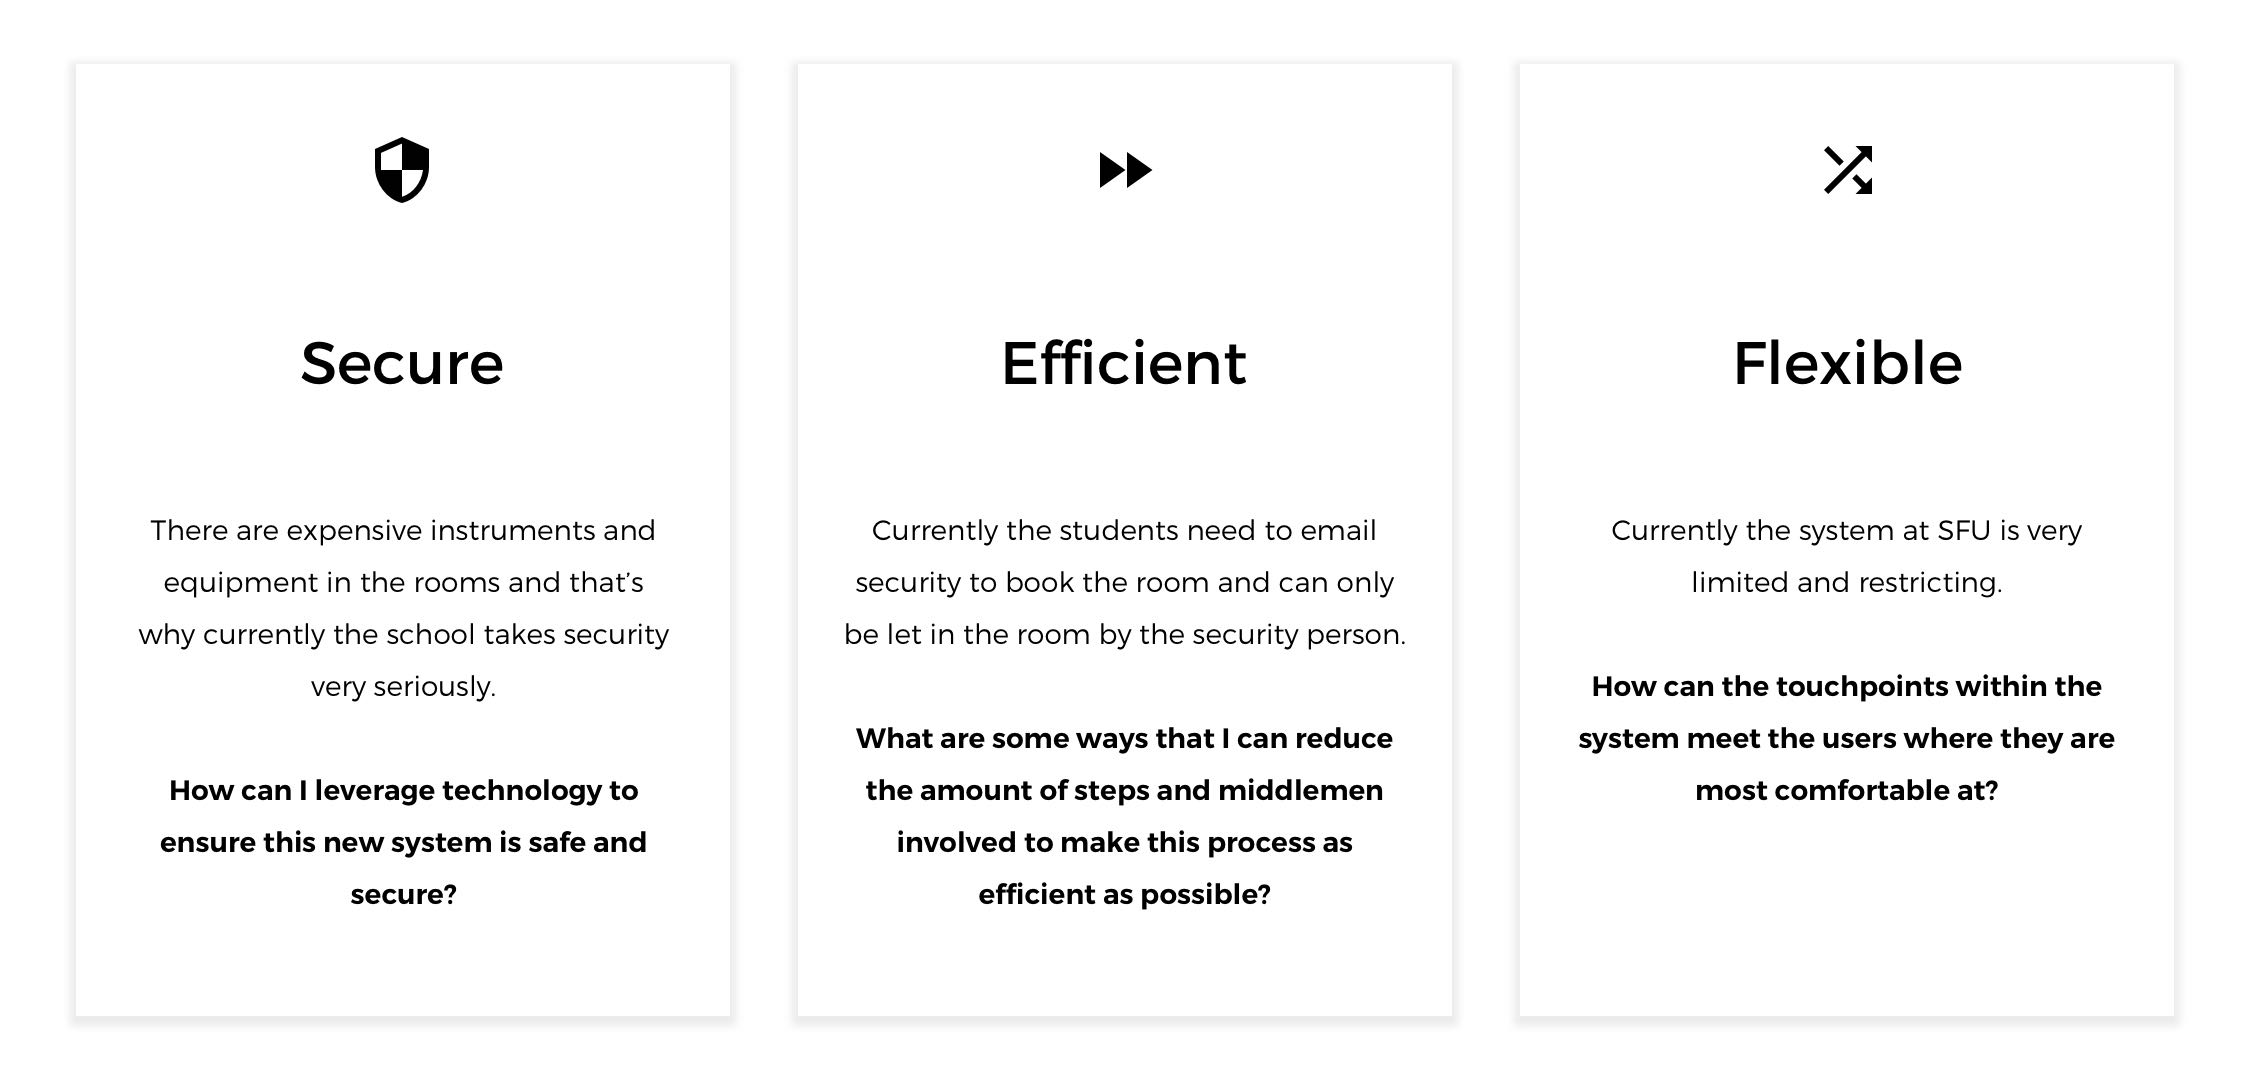 Secure
There are expensive instruments and
equipment in the rooms and that’s
why currently the school takes security
very seriously.
How can I leverage technology to
ensure this new system is safe and
secure?
Efficient
Currently the students need to email
security to book the room and can only
be let in the room by the security person.
What are some ways that I can reduce
the amount of steps and middlemen
involved to make this process as
efficient as possible?
Flexible
Currently the system at SFU is very
limited and restricting.
How can the touchpoints within the
system meet the users where they are
most comfortable at?